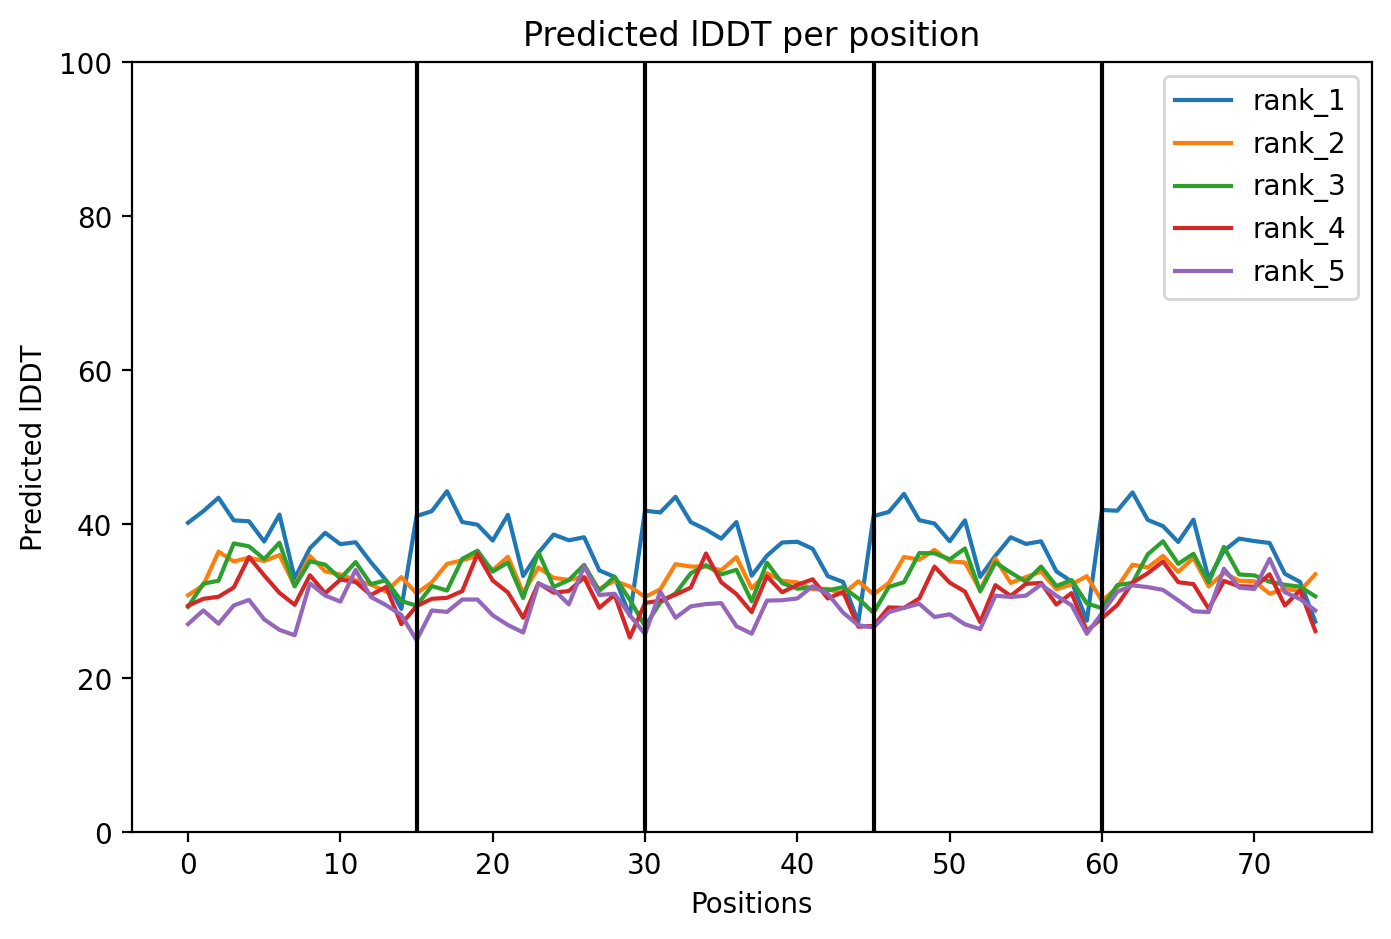 Predicted lDDT per position
100
80
60
40
20
0
Predicted lDDT
0 10 20 30 40 50 60 70
Positions
rank_1
rank_2
rank_3
rank_4
rank_5